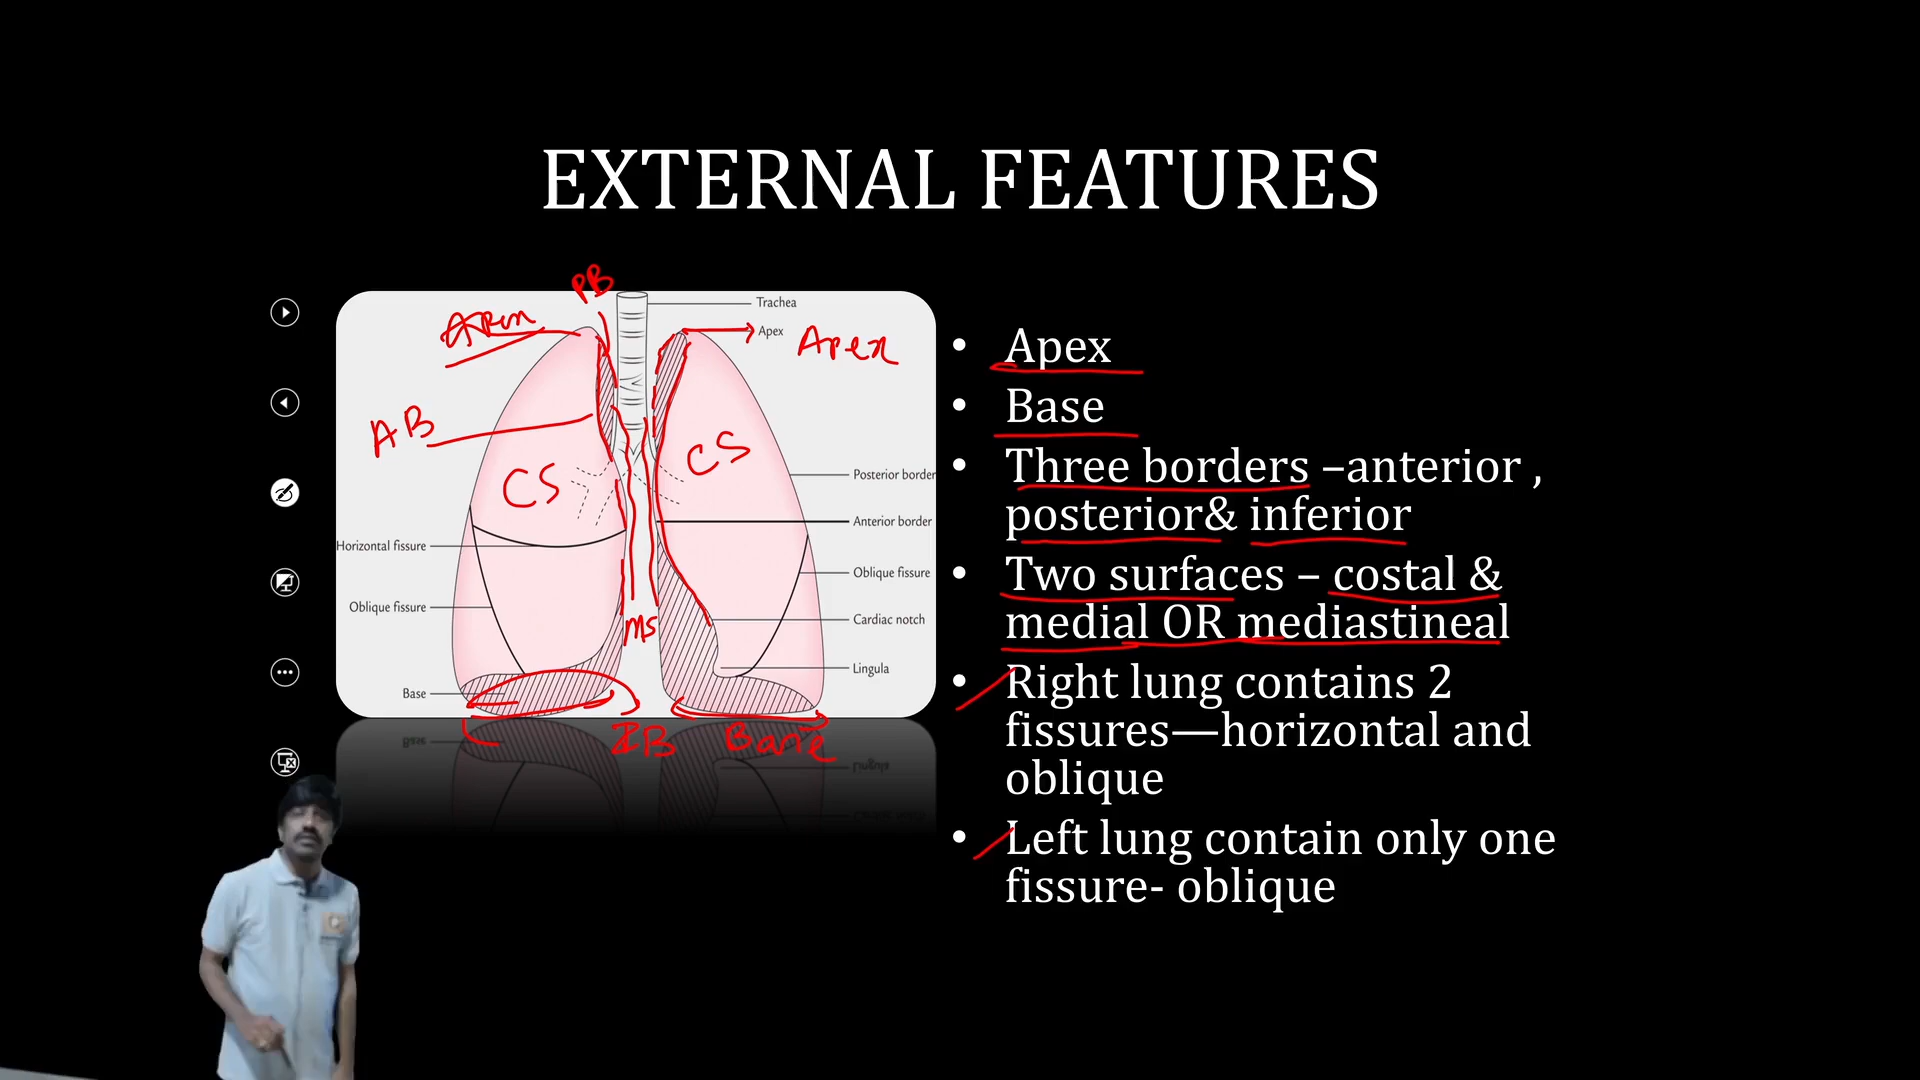 EXTERNAL FEATURES
PB
Trachea
Apex
Apex
AB
CS
CS
Posterior border
Anterior border
Horizontal fissure
Oblique fissure
Oblique fissure
Cardiac notch
MS
Lingula
Base
IB
Base
• Apex
• Base
• Three borders –anterior ,
posterior& inferior
• Two surfaces – costal &
medial OR mediastineal
• Right lung contains 2
fissures—horizontal and
oblique
• Left lung contain only one
fissure- oblique